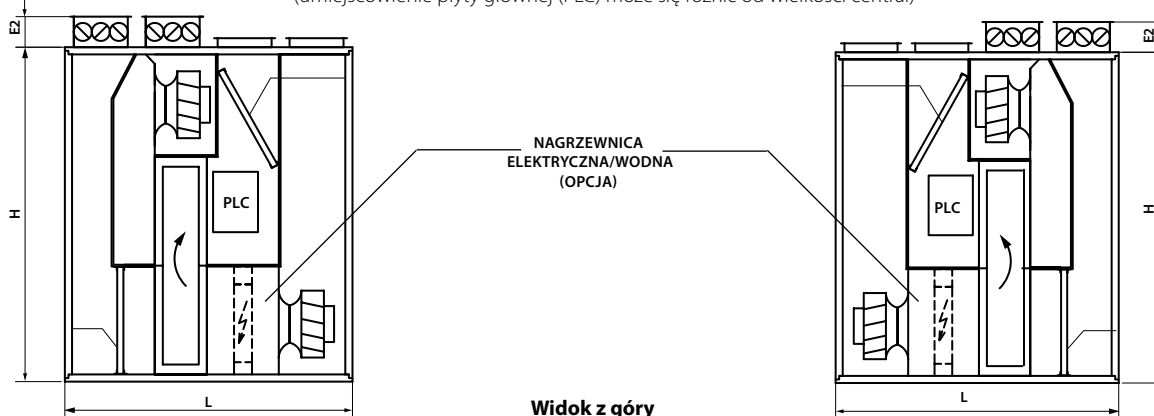 (umiejscowienie płyty głównej (PLC) może się różnić od wielkości central)
E2
E2
H
PLC
NAGRZEWNICA
ELEKTRYCZNA/WODNA
(OPCJA)
PLC
H
L
Widok z góry
L